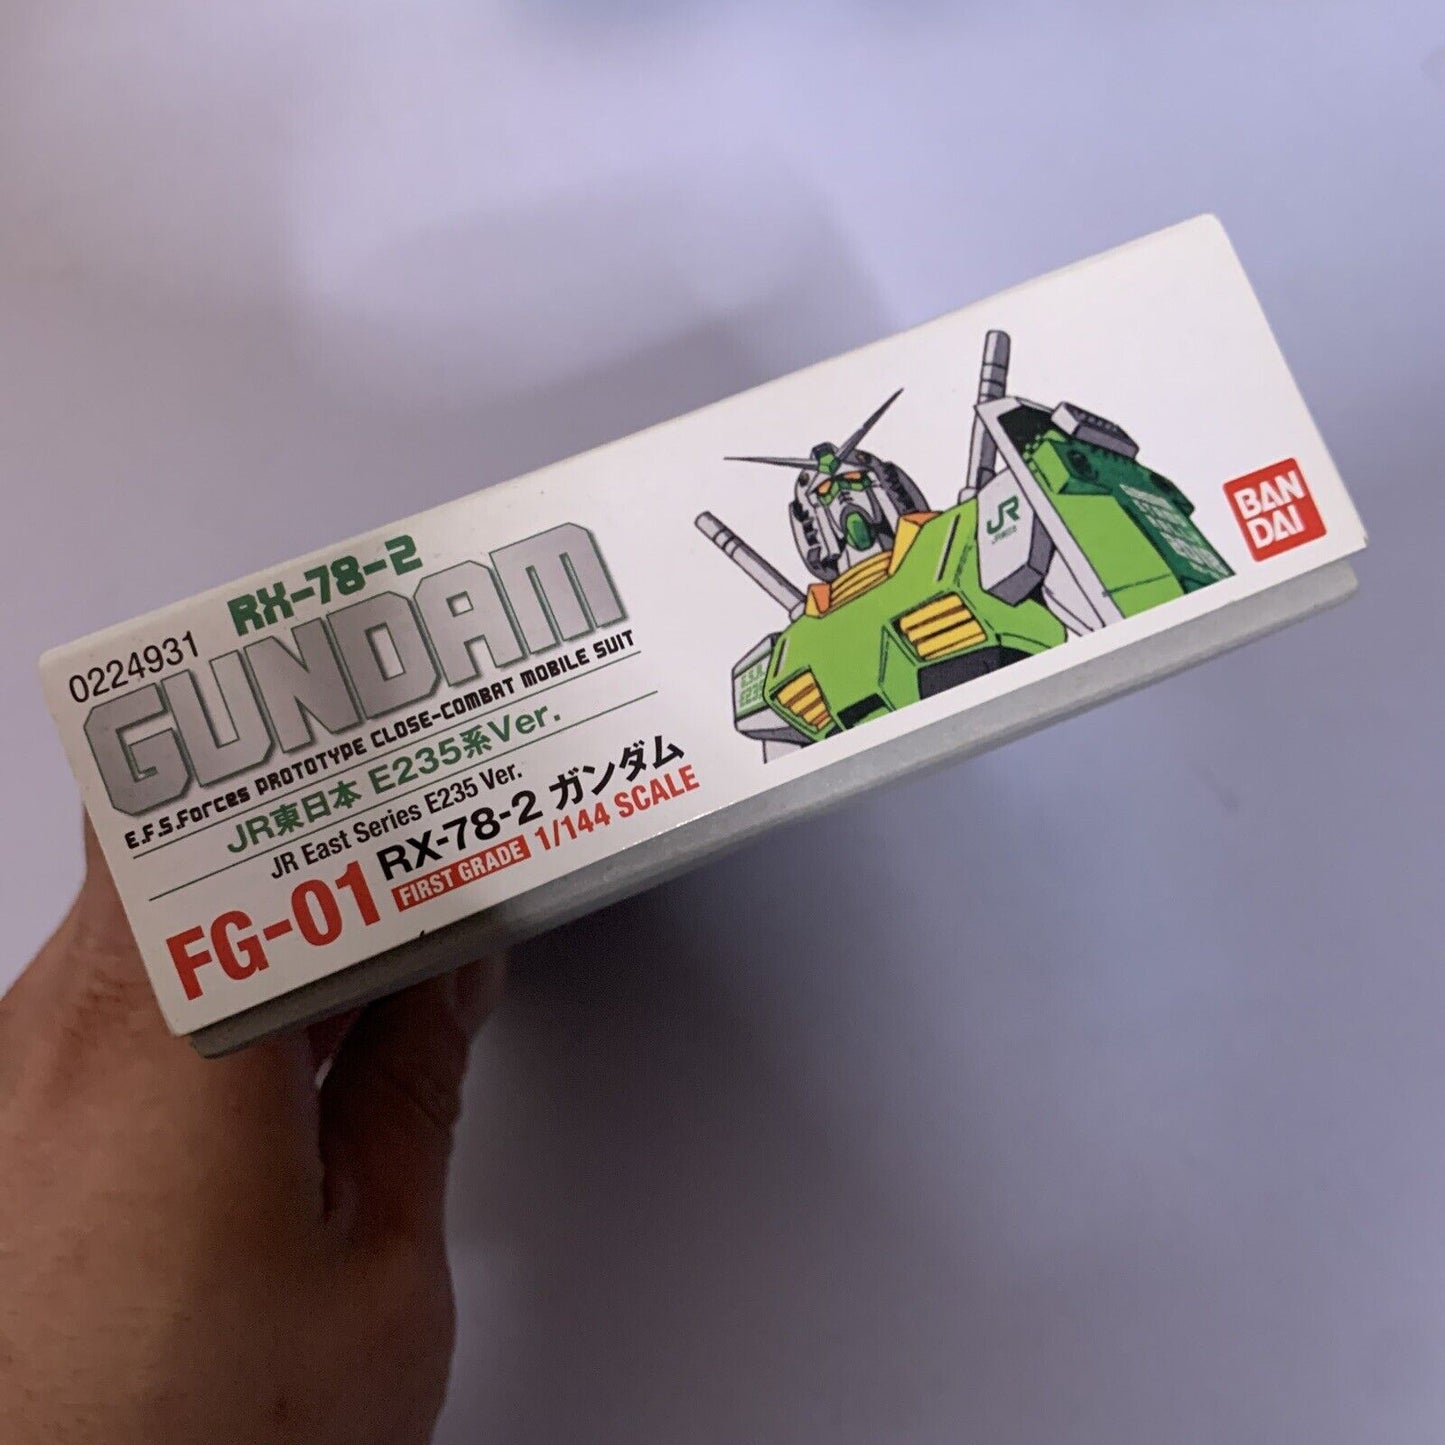 0224931
RX-78-2
GUNDAM
E.F.S.Forces PROTOTYPE CLOSE-COMBAT MOBILE SUIT
JR東日本 E235系Ver.
JR East Series E235 Ver.
FG-01
RX-78-2 ガンダム
FIRST GRADE 1/144 SCALE
JR
BAN
DAI